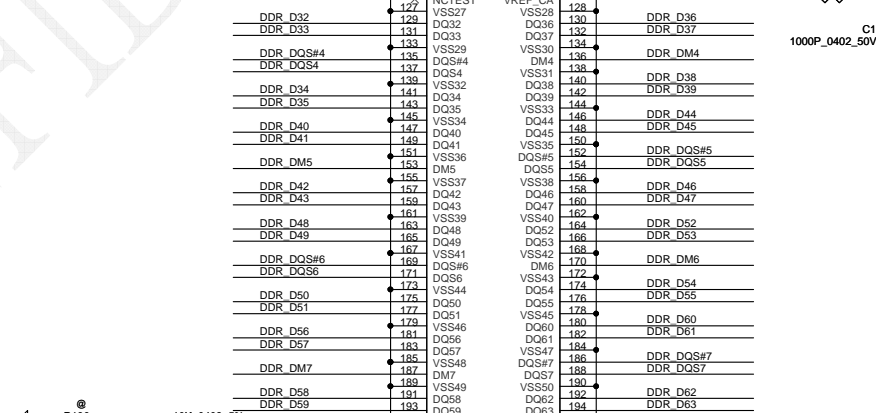 NCTEST VREF_CA
127 VSS27 VSS28 128
DDR_D32 129 DQ32 DQ36 130 DDR_D36
DDR_D33 131 DQ33 DQ37 132 DDR_D37
133 VSS29 VSS30 134
DDR_DQS#4 135 DQS#4 DM4 136 DDR_DM4
DDR_DQS4 137 DQS4 VSS31 138
139 VSS32 DQ38 140 DDR_D38
DDR_D34 141 DQ34 DQ39 142 DDR_D39
DDR_D35 143 DQ35 VSS33 144
145 VSS34 DQ44 146 DDR_D44
DDR_D40 147 DQ40 DQ45 148 DDR_D45
DDR_D41 149 DQ41 VSS35 150
151 VSS36 DQS#5 152 DDR_DQS#5
DDR_DM5 153 DM5 DQS5 154 DDR_DQS5
155 VSS37 VSS38 156
DDR_D42 157 DQ42 DQ46 158 DDR_D46
DDR_D43 159 DQ43 DQ47 160 DDR_D47
161 VSS39 VSS40 162
DDR_D48 163 DQ48 DQ52 164 DDR_D52
DDR_D49 165 DQ49 DQ53 166 DDR_D53
167 VSS41 VSS42 168
DDR_DQS#6 169 DQS#6 DM6 170 DDR_DM6
DDR_DQS6 171 DQS6 VSS43 172
173 VSS44 DQ54 174 DDR_D54
DDR_D50 175 DQ50 DQ55 176 DDR_D55
DDR_D51 177 DQ51 VSS45 178
179 VSS46 DQ60 180 DDR_D60
DDR_D56 181 DQ56 DQ61 182 DDR_D61
DDR_D57 183 DQ57 VSS47 184
185 VSS48 DQS#7 186 DDR_DQS#7
DDR_DM7 187 DM7 DQS7 188 DDR_DQS7
189 VSS49 VSS50 190
DDR_D58 191 DQ58 DQ62 192 DDR_D62
DDR_D59 193 DQ59 DQ63 194 DDR_D63
C1
1000P_0402_50V
@